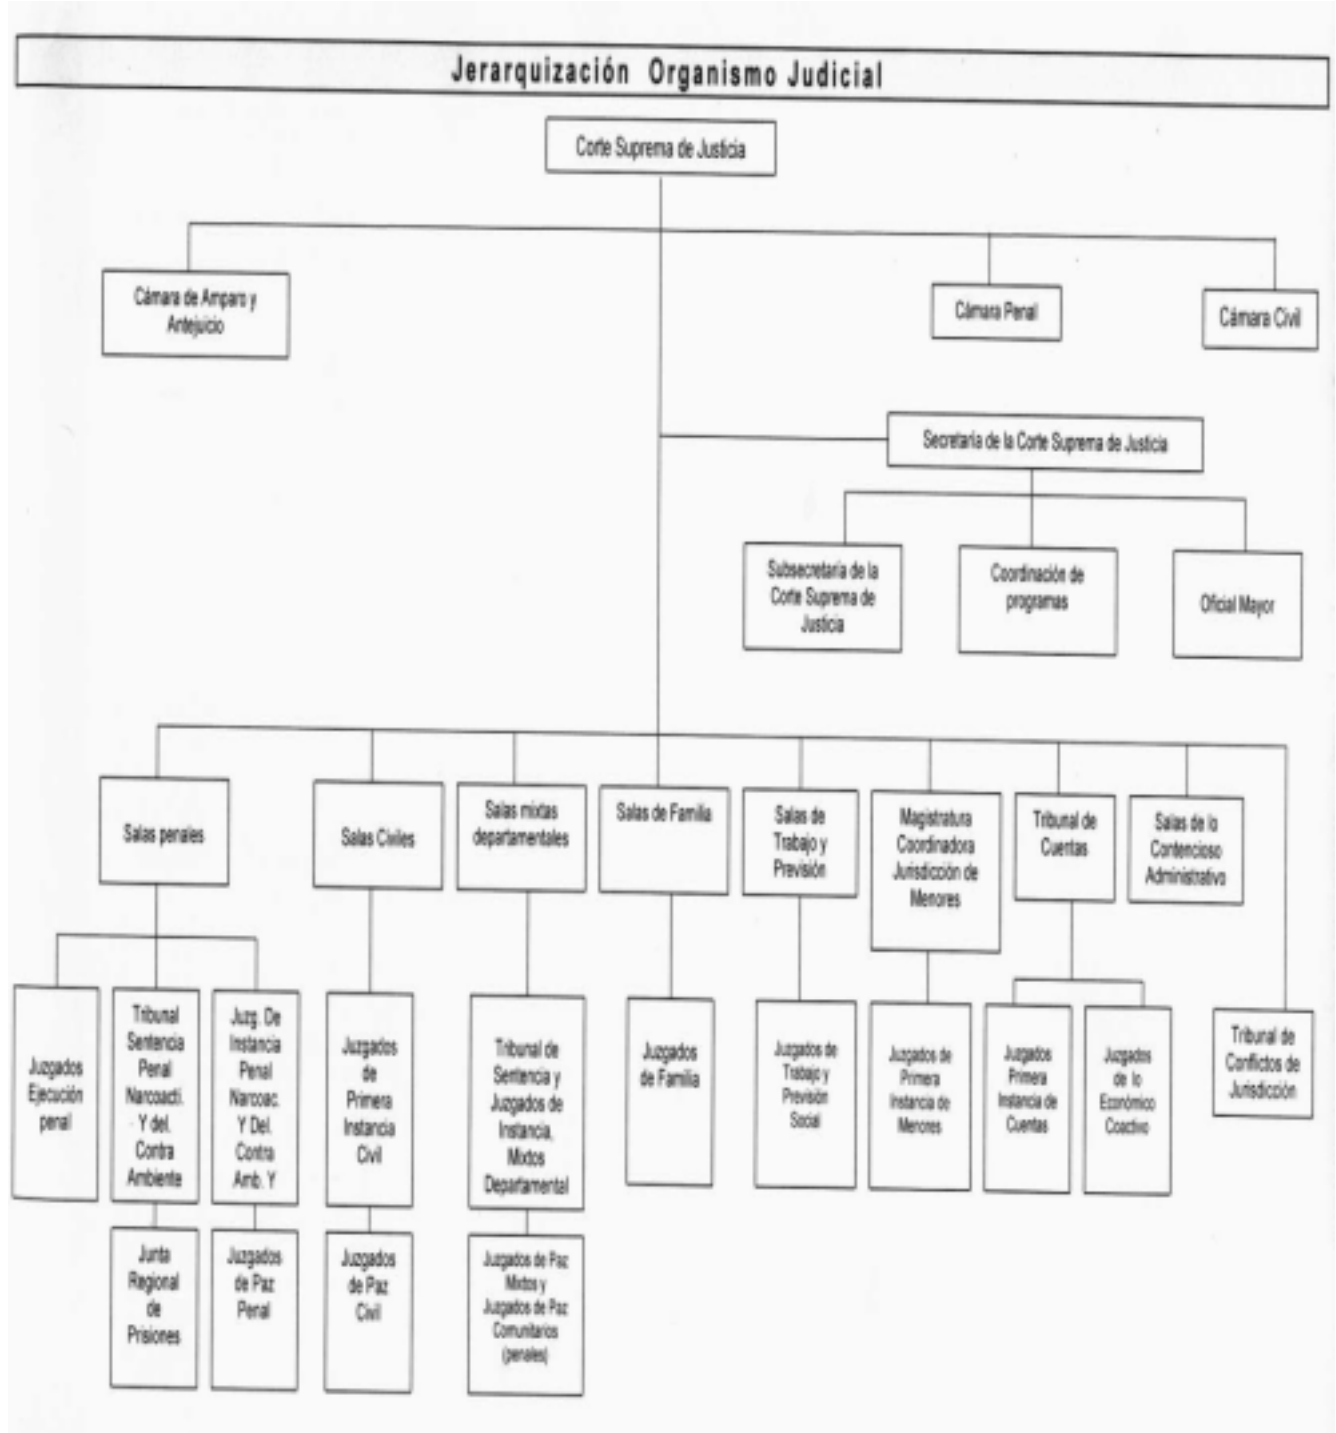 Jerarquización Organismo Judicial
Corte Suprema de Justicia
Cámara de Amparo y
Antejuicio
Cámara Penal
Cámara Civil
Secretaría de la Corte Suprema de Justicia
Subsecretaría de la
Corte Suprema de
Justicia
Coordinación de
programas
Oficial Mayor
Salas penales
Salas Civiles
Salas mixtas
departamentales
Salas de Familia
Salas de
Trabajo y
Previsión
Magistratura
Coordinadora
Jurisdicción de
Menores
Tribunal de
Cuentas
Salas de lo
Contencioso
Administrativo
Juzgados
Ejecución
penal
Tribunal
Sentencia
Penal
Narcoacti.
Y del.
Contra
Ambiente
Juzg. De
Instancia
Penal
Narcoac.
Y Del.
Contra
Amb. Y
Juzgados
de
Primera
Instancia
Civil
Tribunal de
Sentencia y
Juzgados de
Instancia,
Mixtos
Departamental
Juzgados
de Familia
Juzgados de
Trabajo y
Previsión
Social
Juzgados de
Primera
Instancia de
Menores
Juzgados
Primera
Instancia de
Cuentas
Juzgados
de lo
Económico
Coactivo
Tribunal de
Conflictos de
Jurisdicción
Junta
Regional
de
Prisiones
Juzgados
de Paz
Penal
Juzgados
de Paz
Civil
Juzgados de Paz
Mixtos y
Juzgados de Paz
Comunitarios
(penales)